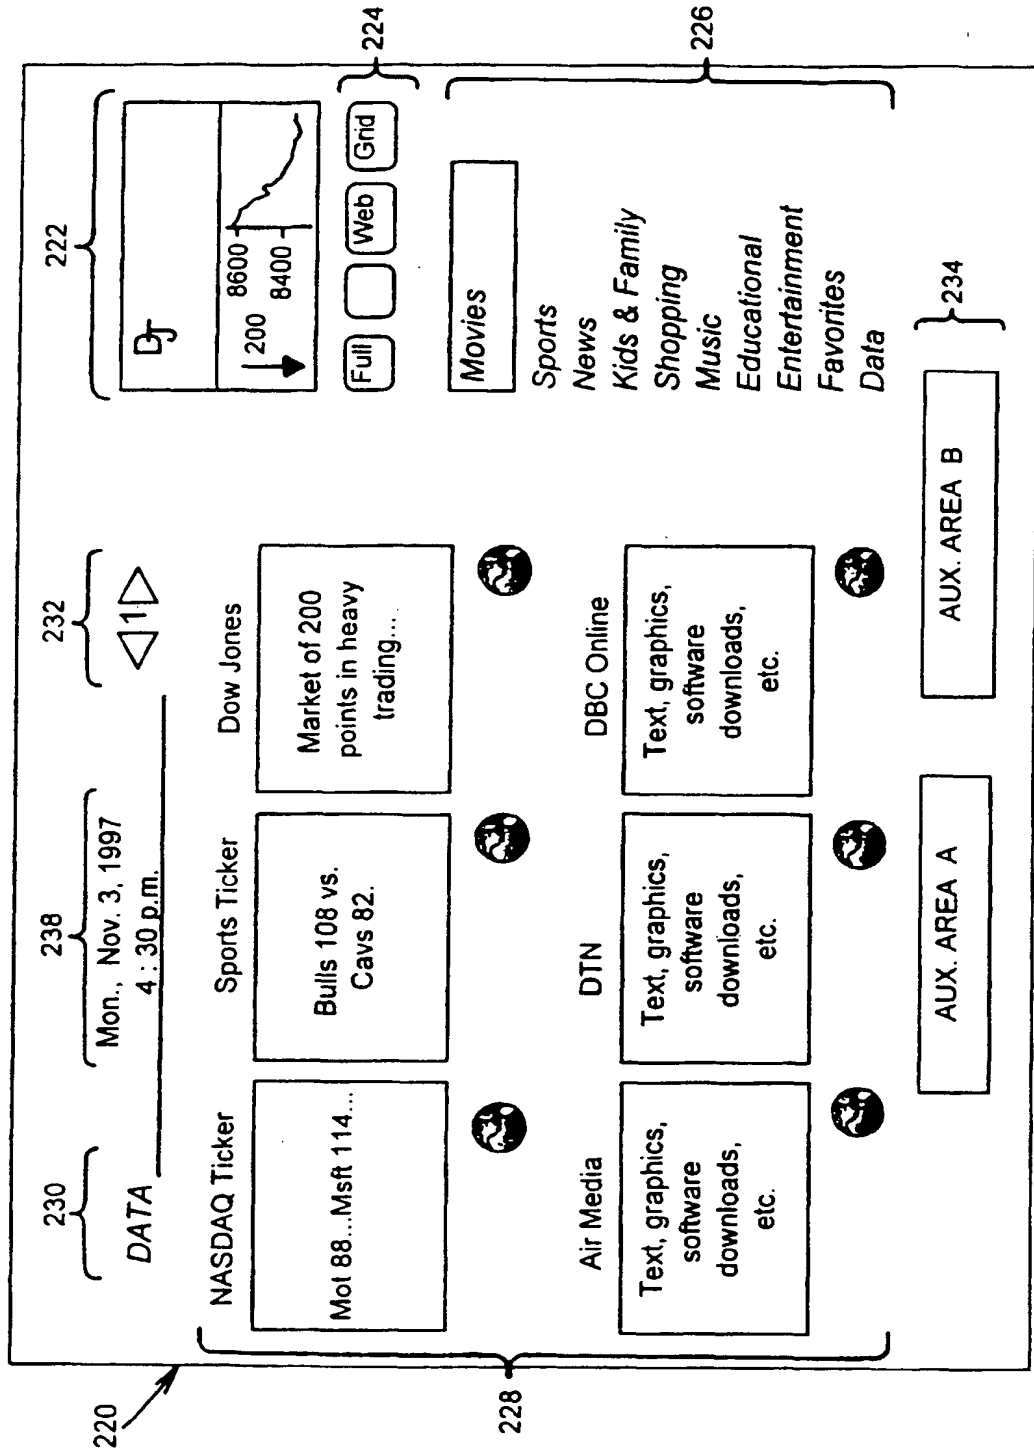 220
230
238
232
222
DATA
Mon., Nov. 3, 1997
4 : 30 p.m.
1
DJ
200
8600
8400
224
Full
Web
Grid
NASDAQ Ticker
Sports Ticker
Dow Jones
Mot 88...Msft 114...
Bulls 108 vs.
Cavs 82.
Market of 200
points in heavy
trading...
226
Movies
Sports
News
Kids & Family
Shopping
Music
Educational
Entertainment
Favorites
Data
228
Air Media
DTN
DBC Online
Text, graphics,
software
downloads,
etc.
Text, graphics,
software
downloads,
etc.
Text, graphics,
software
downloads,
etc.
AUX. AREA A
AUX. AREA B
234